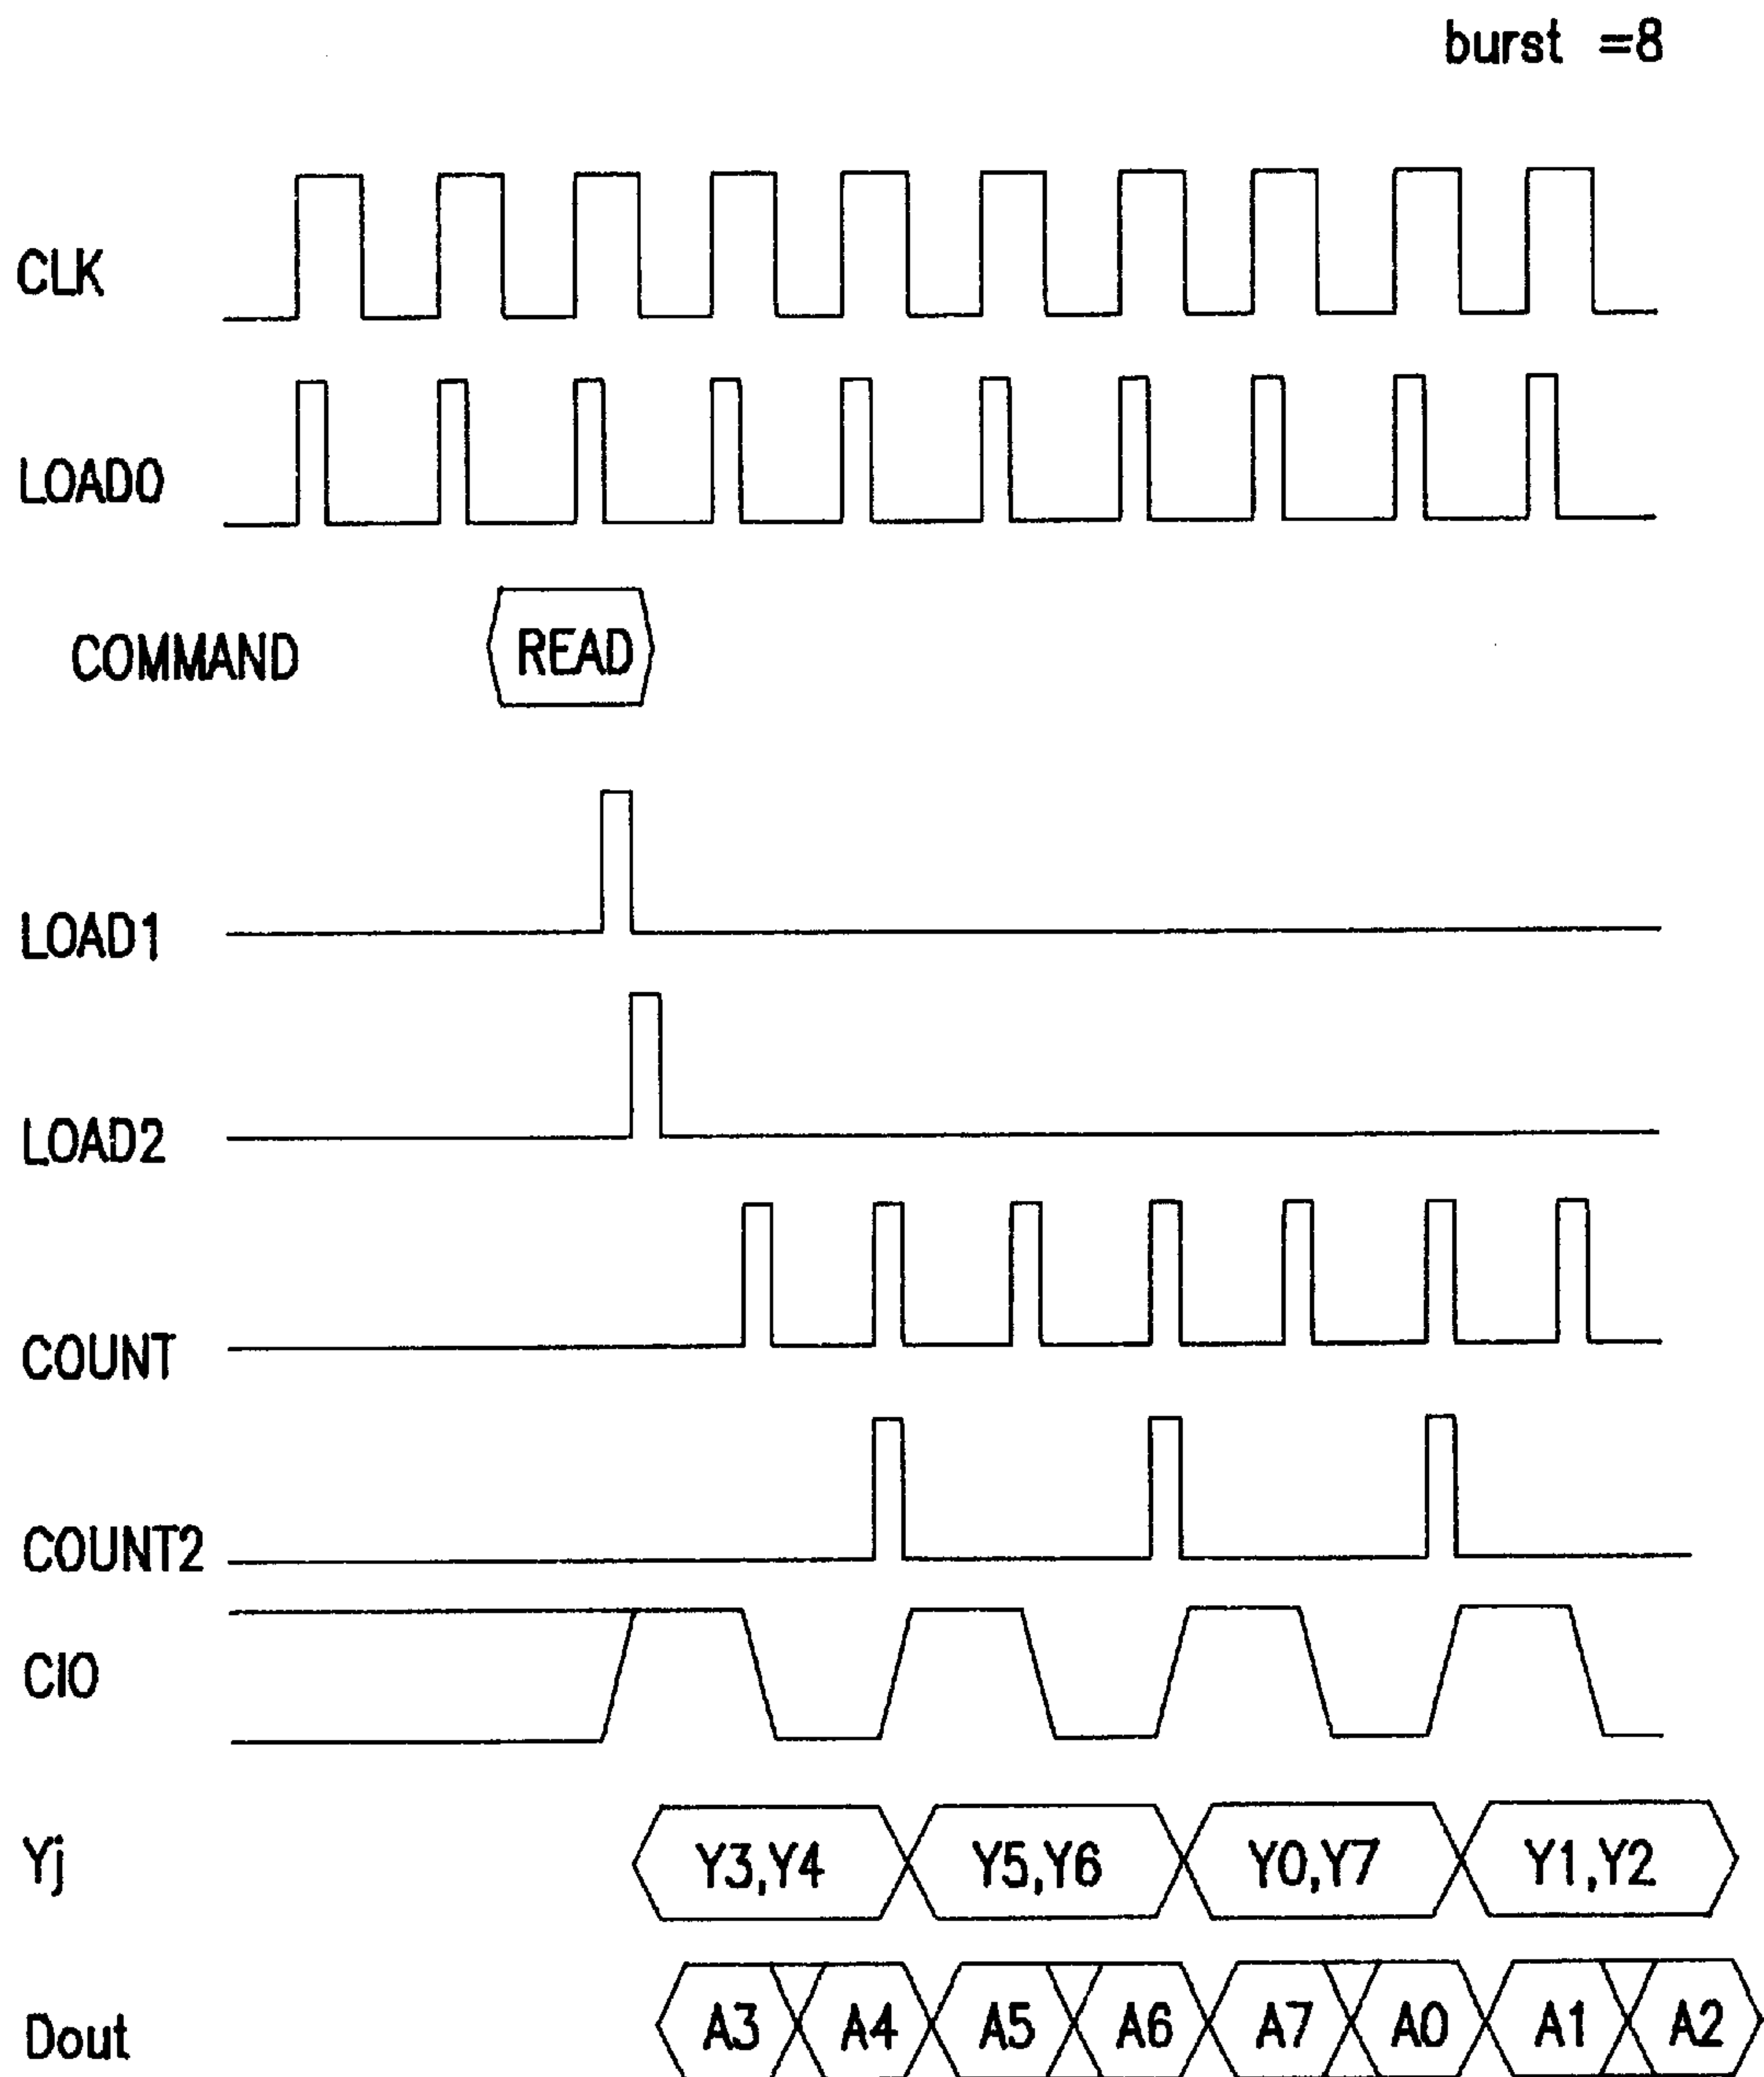 burst =8
CLK
LOAD0
COMMAND READ
LOAD1
LOAD2
COUNT
COUNT2
CIO
Yj Y3,Y4 Y5,Y6 Y0,Y7 Y1,Y2
Dout A3 A4 A5 A6 A7 A0 A1 A2